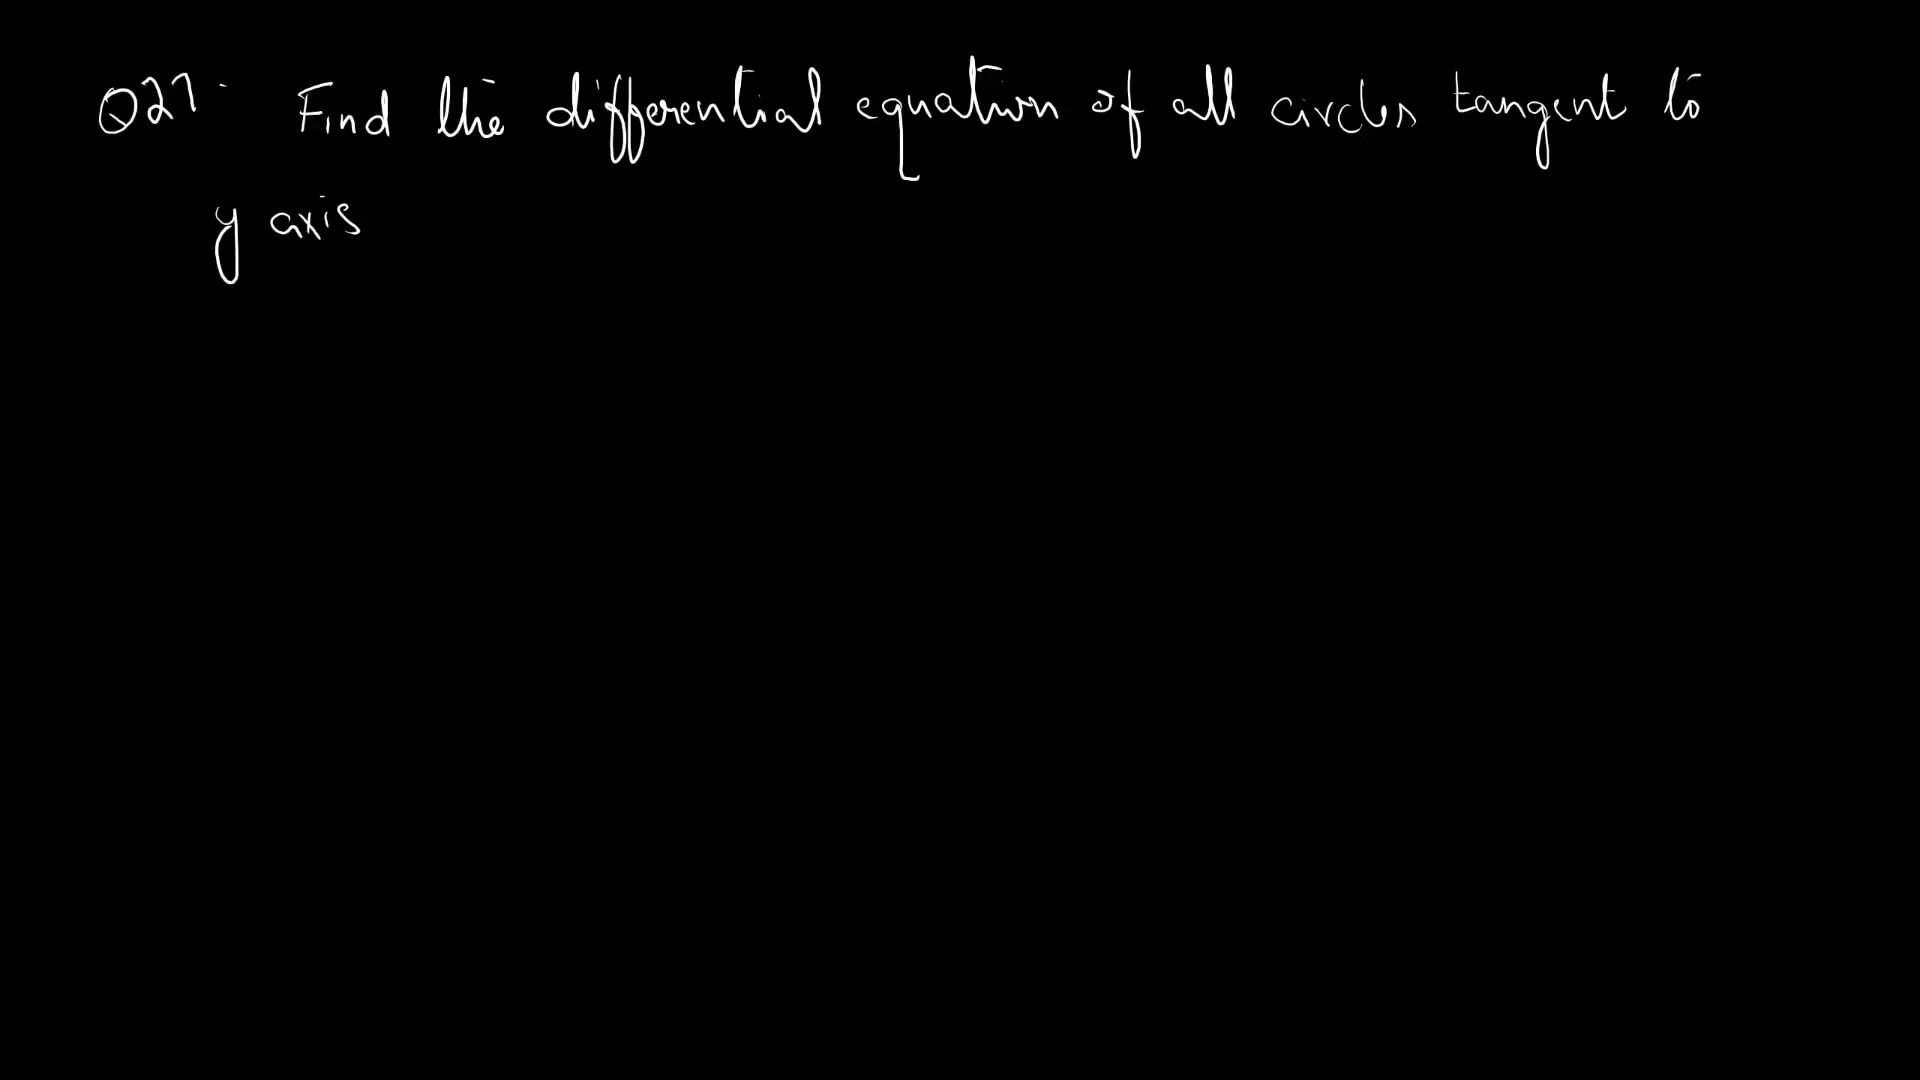 Q27. Find the differential equation of all circles tangent to
y axis